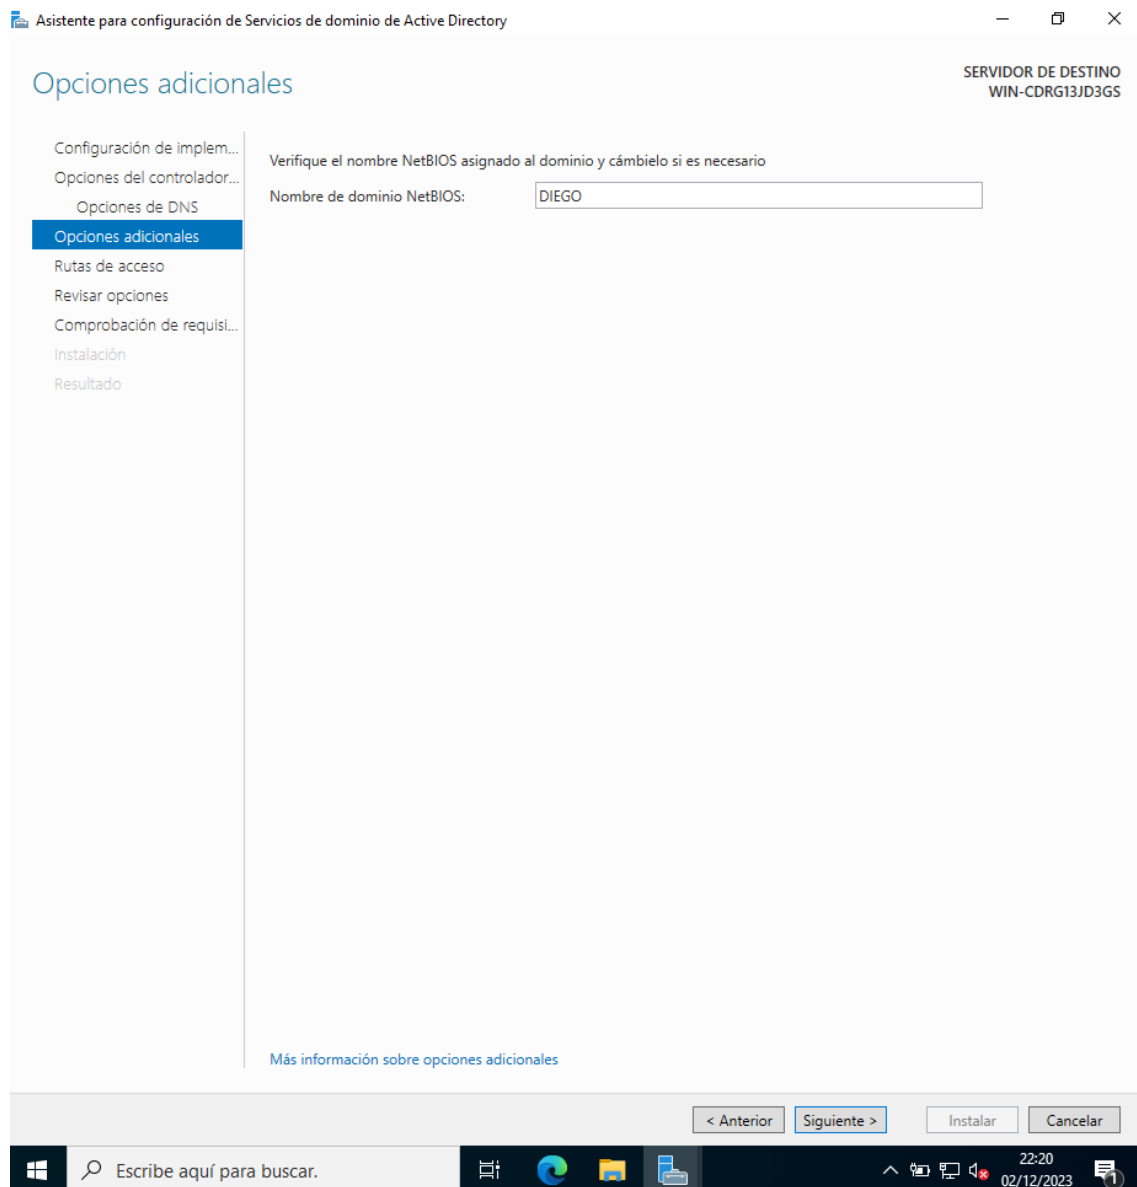 Asistente para configuración de Servicios de dominio de Active Directory
Opciones adicionales
SERVIDOR DE DESTINO
WIN-CDRG13JD3GS
Configuración de implem...
Opciones del controlador...
Opciones de DNS
Opciones adicionales
Rutas de acceso
Revisar opciones
Comprobación de requisi...
Instalación
Resultado
Verifique el nombre NetBIOS asignado al dominio y cámbielo si es necesario
Nombre de dominio NetBIOS: DIEGO
Más información sobre opciones adicionales
< Anterior Siguiente > Instalar Cancelar
Escribe aquí para buscar.
22:20
02/12/2023
1